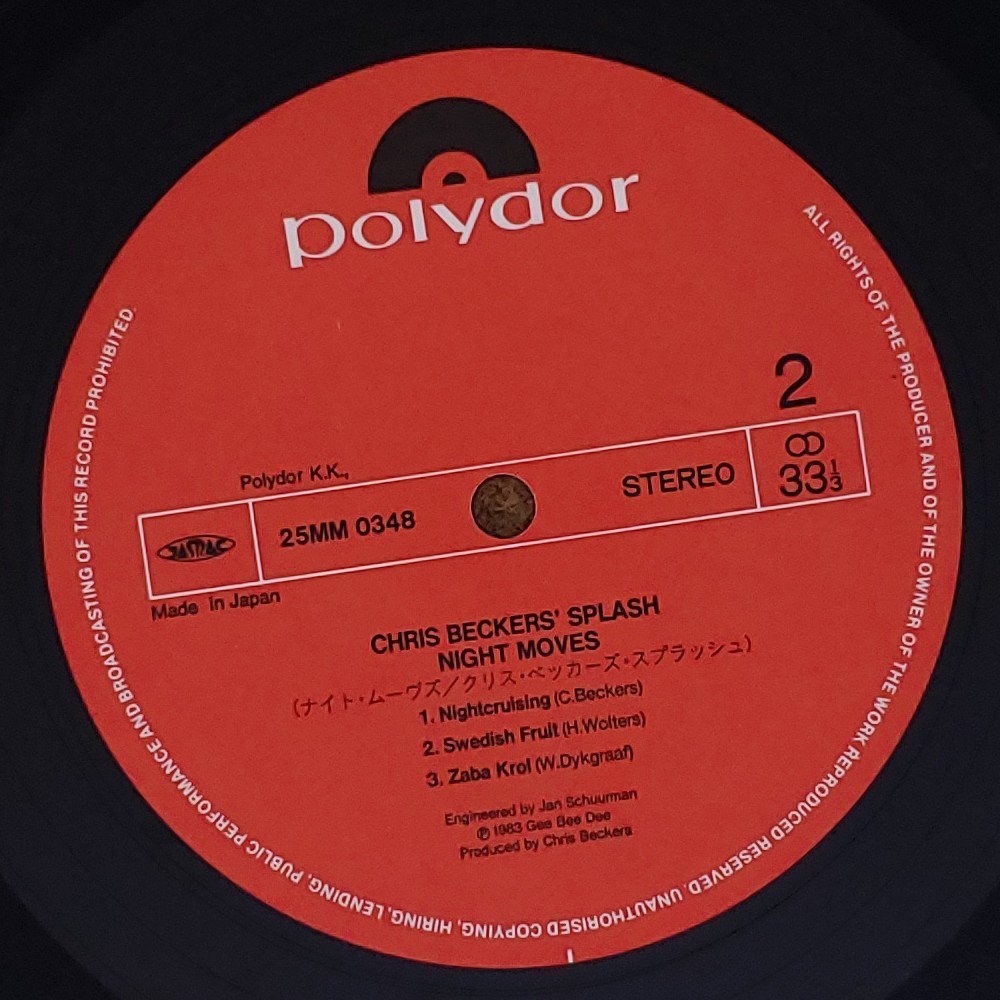 polydor
2
Polydor K.K.,
JASRAC
25MM 0348
STEREO
33⅓
Made in Japan
CHRIS BECKERS' SPLASH
NIGHT MOVES
(ナイト・ムーヴズ/クリス・ベッカーズ・スプラッシュ)
1. Nightcruising (C.Beckers)
2. Swedish Fruit (H.Wolters)
3. Zaba Krol (W.Dykgraaf)
Engineered by Jan Schuurman
℗ 1983 Gee Bee Dee
Produced by Chris Beckers
ALL RIGHTS OF THE PRODUCER AND OF THE OWNER OF THE WORK REPRODUCED RESERVED. UNAUTHORISED COPYING, HIRING, LENDING, PUBLIC PERFORMANCE AND BROADCASTING OF THIS RECORD PROHIBITED.